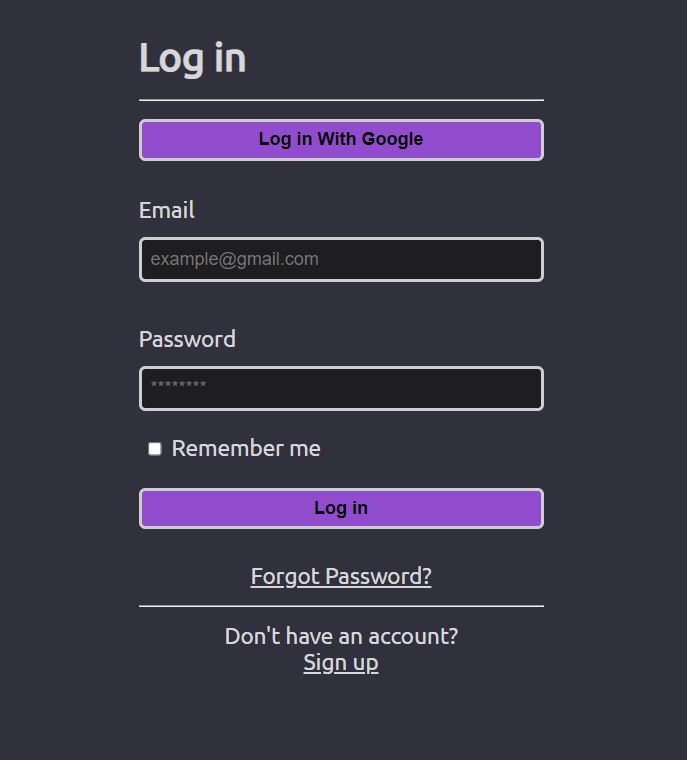 Log in
Log in With Google
Email
example@gmail.com
Password
********
Remember me
Log in
Forgot Password?
Don't have an account?
Sign up